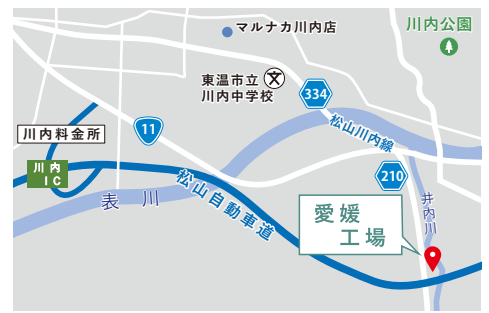 マルナカ川内店
川内公園
東温市立
川内中学校
文
334
松山川内線
11
川内料金所
川内
IC
210
表川
松山自動車道
井内川
愛媛
工場